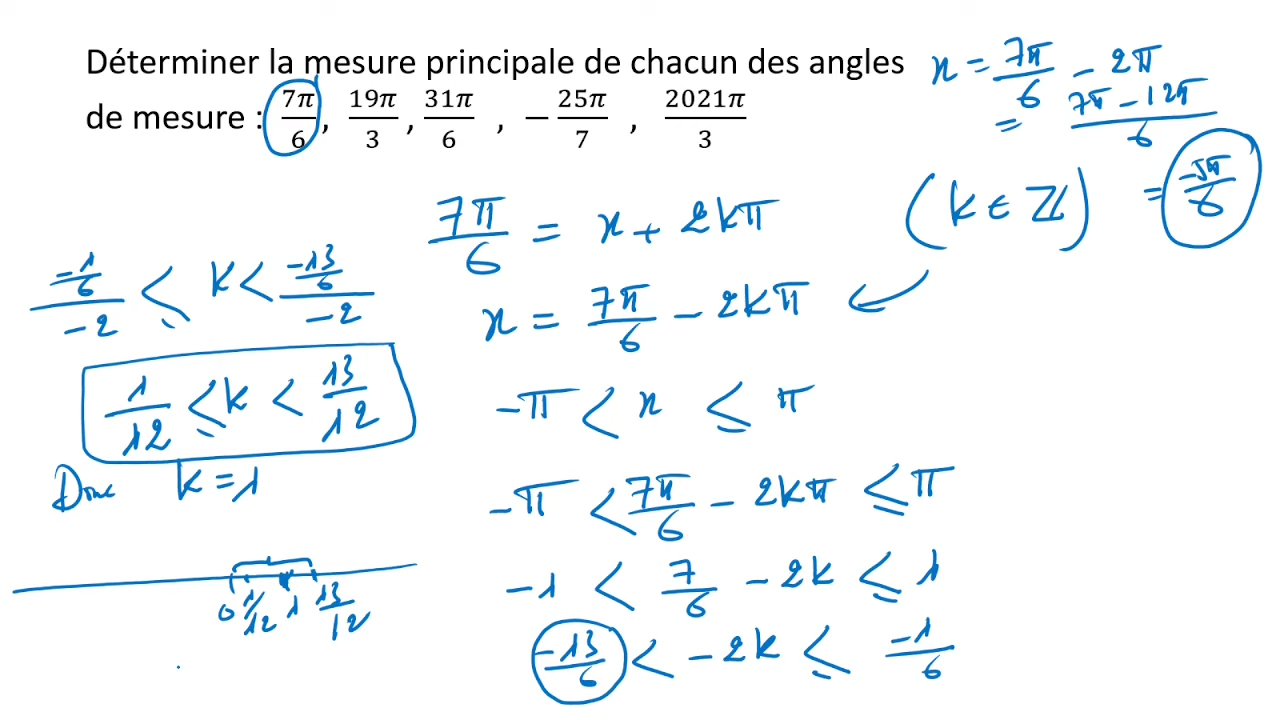 Déterminer la mesure principale de chacun des angles
de mesure : 7π/6, 19π/3, 31π/6 , −25π/7 , 2021π/3
x = 7π/6 − 2π
= (7π − 12π)/6
= −5π/6
7π/6 = x + 2kπ (k ∈ ℤ)
x = 7π/6 − 2kπ
−π < x ≤ π
−π < 7π/6 − 2kπ ≤ π
−1 < 7/6 − 2k ≤ 1
−13/6 < −2k ≤ −1/6
(−1/6)/−2 ≤ k < (−13/6)/−2
1/12 ≤ k < 13/12
Donc k = 1
0 1/12 1 13/12